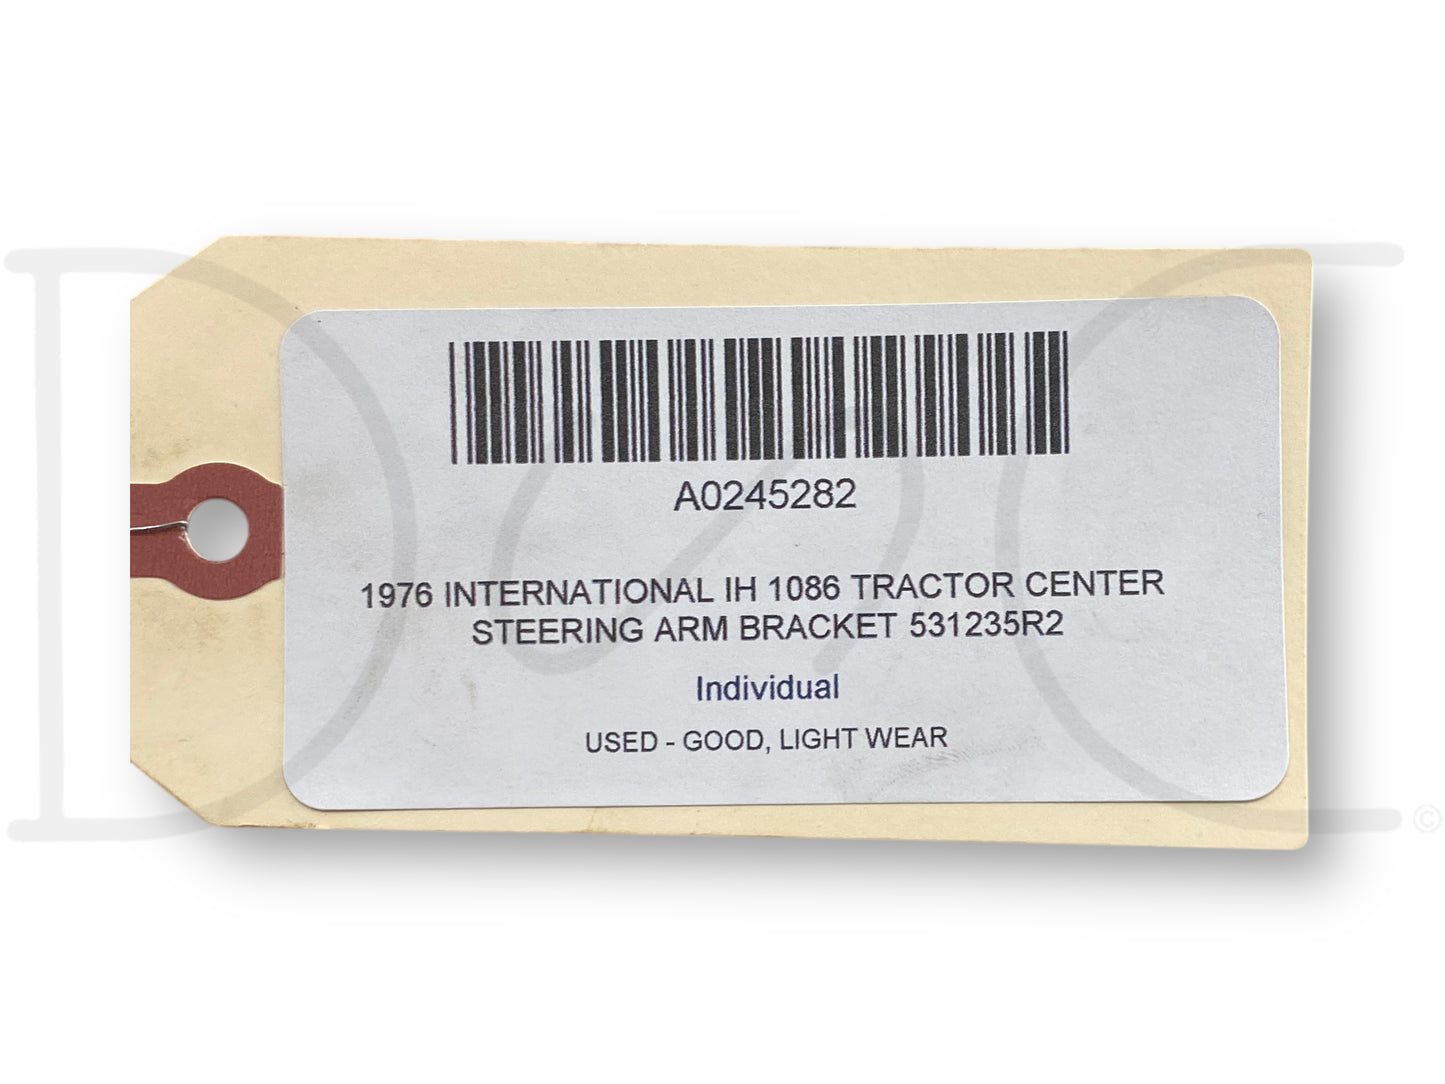 A0245282
1976 INTERNATIONAL IH 1086 TRACTOR CENTER
STEERING ARM BRACKET 531235R2
Individual
USED - GOOD, LIGHT WEAR
©